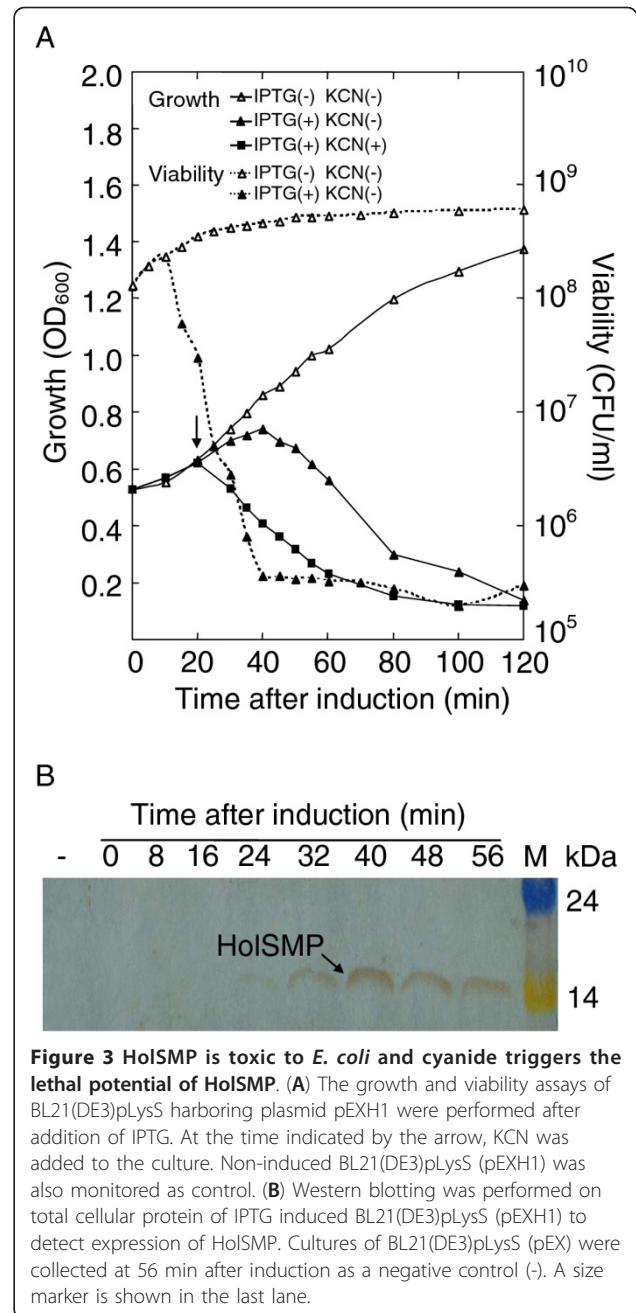 A
Growth (OD600)
2.0
1.8
1.6
1.4
1.2
1.0
0.8
0.6
0.4
0.2
Growth
IPTG(-) KCN(-)
IPTG(+) KCN(-)
IPTG(+) KCN(+)
Viability
IPTG(-) KCN(-)
IPTG(+) KCN(-)
10^10
10^9
10^8
10^7
10^6
10^5
Viability (CFU/ml)
0 20 40 60 80 100 120
Time after induction (min)
B
Time after induction (min)
- 0 8 16 24 32 40 48 56 M kDa
24
HolSMP
14
Figure 3 HolSMP is toxic to E. coli and cyanide triggers the
lethal potential of HolSMP. (A) The growth and viability assays of
BL21(DE3)pLysS harboring plasmid pEXH1 were performed after
addition of IPTG. At the time indicated by the arrow, KCN was
added to the culture. Non-induced BL21(DE3)pLysS (pEXH1) was
also monitored as control. (B) Western blotting was performed on
total cellular protein of IPTG induced BL21(DE3)pLysS (pEXH1) to
detect expression of HolSMP. Cultures of BL21(DE3)pLysS (pEX) were
collected at 56 min after induction as a negative control (-). A size
marker is shown in the last lane.